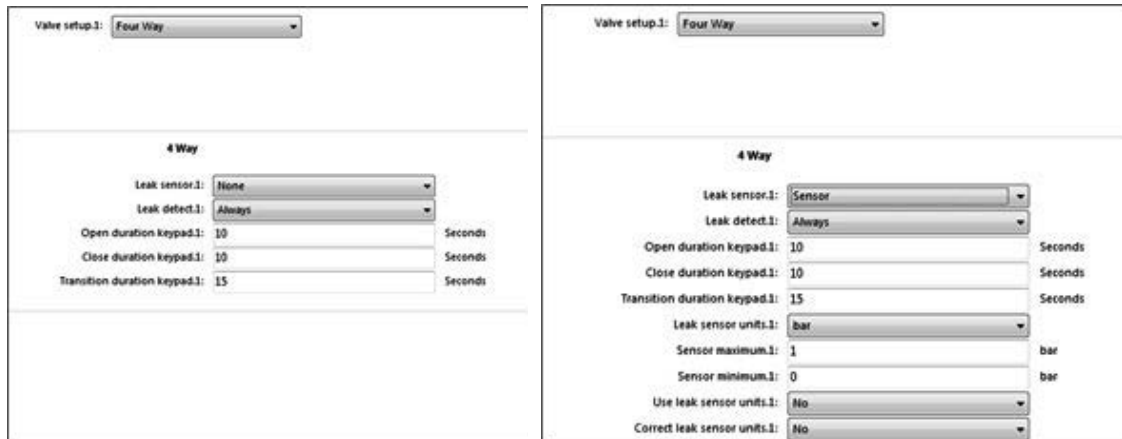 Valve setup.1: Four Way
4 Way
Leak sensor.1: None
Leak detect.1: Always
Open duration keypad.1: 10 Seconds
Close duration keypad.1: 10 Seconds
Transition duration keypad.1: 15 Seconds
Valve setup.1: Four Way
4 Way
Leak sensor.1: Sensor
Leak detect.1: Always
Open duration keypad.1: 10 Seconds
Close duration keypad.1: 10 Seconds
Transition duration keypad.1: 15 Seconds
Leak sensor units.1: bar
Sensor maximum.1: 1 bar
Sensor minimum.1: 0 bar
Use leak sensor units.1: No
Correct leak sensor units.1: No